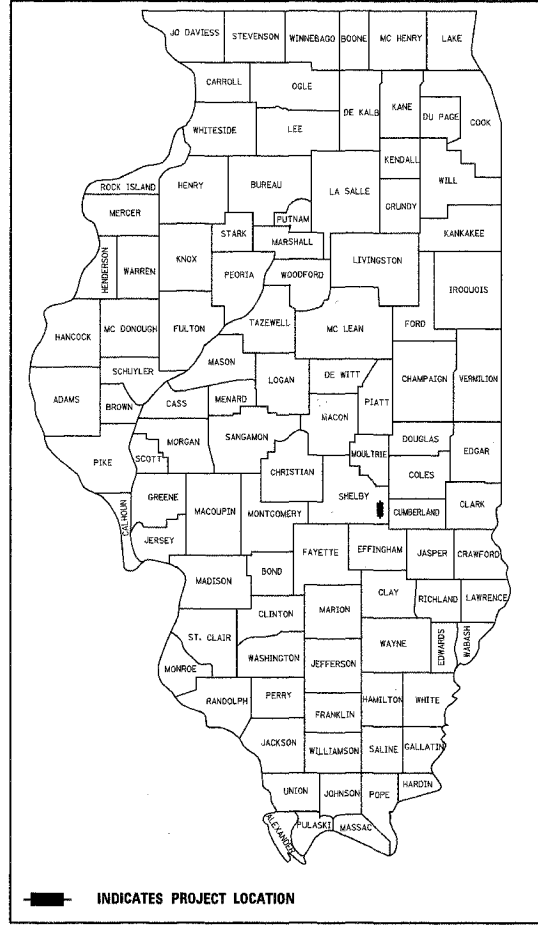 JO DAVIESS STEVENSON WINNEBAGO BOONE MC HENRY LAKE
CARROLL OGLE
DE KALB KANE DU PAGE COOK
WHITESIDE LEE
KENDALL WILL
ROCK ISLAND HENRY BUREAU LA SALLE
MERCER PUTNAM GRUNDY
STARK MARSHALL KANKAKEE
HENDERSON WARREN KNOX PEORIA WOODFORD LIVINGSTON
IROQUOIS
HANCOCK MC DONOUGH FULTON TAZEWELL MC LEAN FORD
MASON
SCHUYLER LOGAN DE WITT CHAMPAIGN VERMILION
ADAMS BROWN CASS MENARD PIATT
MACON
MORGAN SANGAMON DOUGLAS
PIKE SCOTT CHRISTIAN MOULTRIE COLES EDGAR
GREENE MACOUPIN MONTGOMERY SHELBY CUMBERLAND CLARK
CALHOUN
JERSEY FAYETTE EFFINGHAM JASPER CRAWFORD
MADISON BOND
CLAY RICHLAND LAWRENCE
CLINTON MARION
ST. CLAIR WAYNE EDWARDS WABASH
WASHINGTON JEFFERSON
MONROE
RANDOLPH PERRY HAMILTON WHITE
FRANKLIN
JACKSON WILLIAMSON SALINE GALLATIN
HARDIN
UNION JOHNSON POPE
ALEXANDER PULASKI MASSAC
INDICATES PROJECT LOCATION